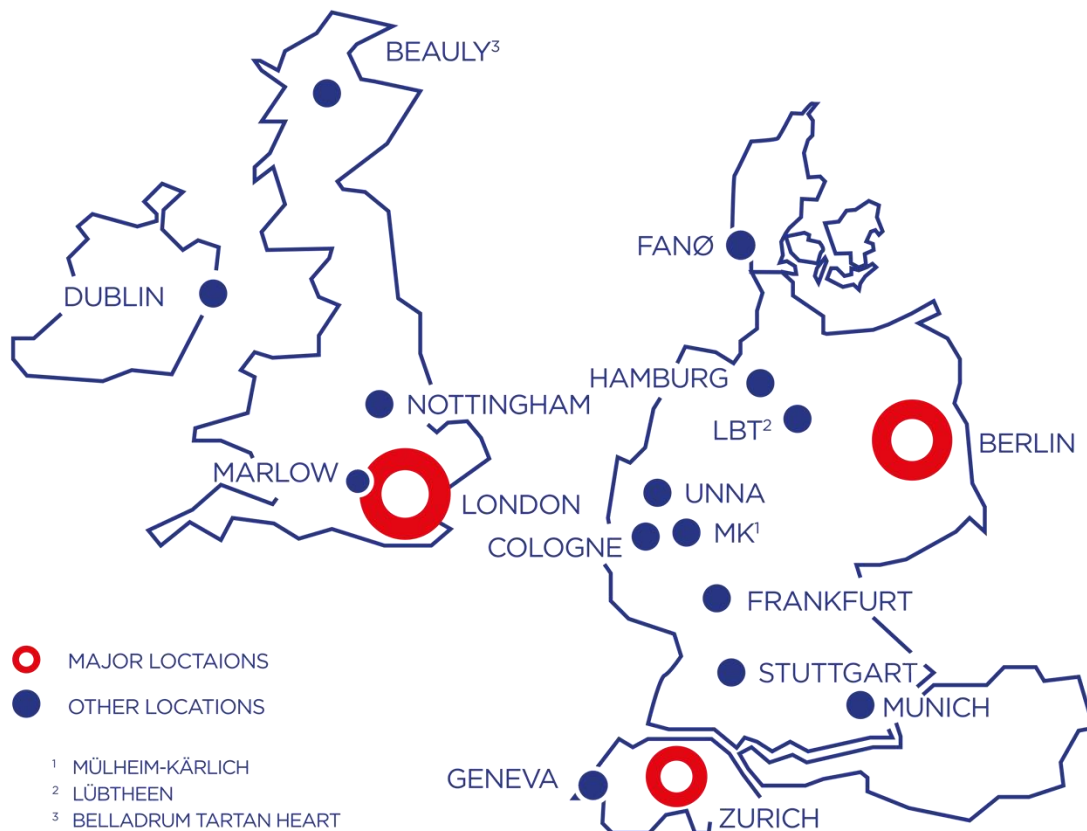 BEAULY³
FANØ
DUBLIN
HAMBURG
NOTTINGHAM
LBT²
BERLIN
MARLOW
UNNA
LONDON
MK¹
COLOGNE
FRANKFURT
MAJOR LOCTAIONS
STUTTGART
OTHER LOCATIONS
MUNICH
¹ MÜLHEIM-KÄRLICH
GENEVA
² LÜBTHEEN
ZURICH
³ BELLADRUM TARTAN HEART